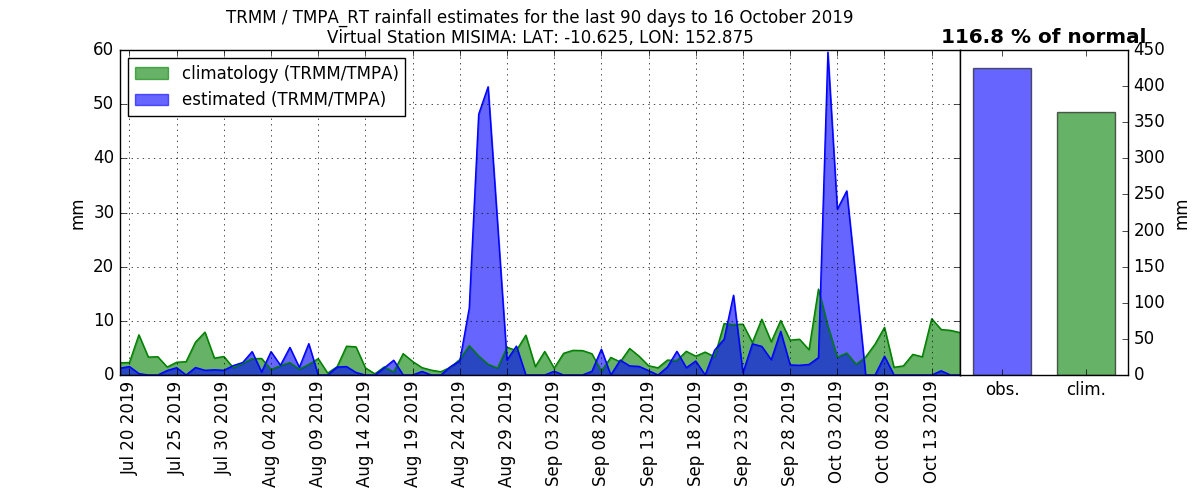 TRMM / TMPA_RT rainfall estimates for the last 90 days to 16 October 2019
Virtual Station MISIMA: LAT: -10.625, LON: 152.875
116.8 % of normal
climatology (TRMM/TMPA)
estimated (TRMM/TMPA)
mm
60
50
40
30
20
10
0
Jul 20 2019
Jul 25 2019
Jul 30 2019
Aug 04 2019
Aug 09 2019
Aug 14 2019
Aug 19 2019
Aug 24 2019
Aug 29 2019
Sep 03 2019
Sep 08 2019
Sep 13 2019
Sep 18 2019
Sep 23 2019
Sep 28 2019
Oct 03 2019
Oct 08 2019
Oct 13 2019
obs.
clim.
450
400
350
300
250
200
150
100
50
0
mm